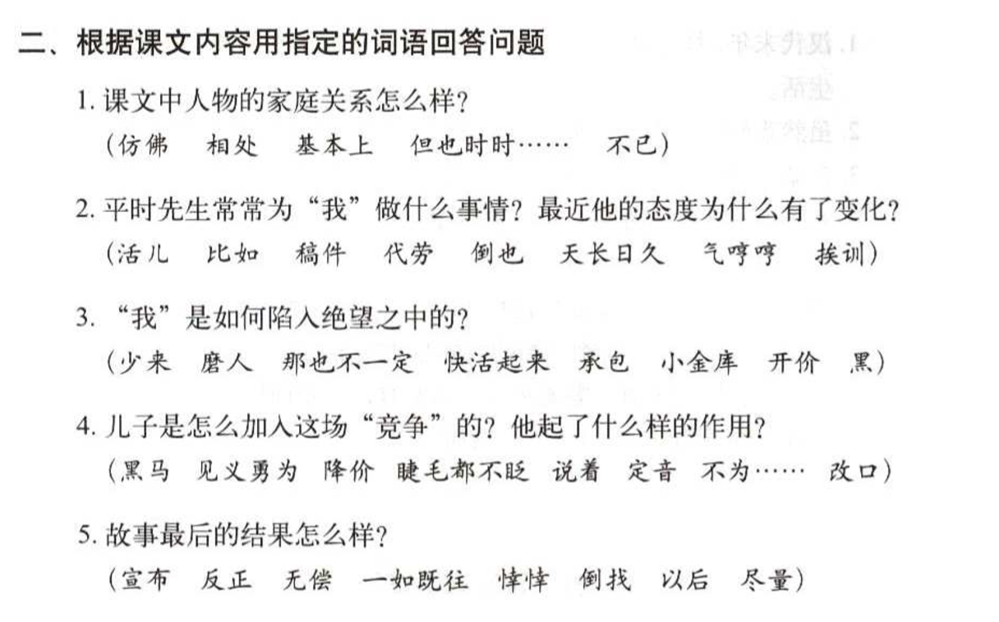 二、根据课文内容用指定的词语回答问题
1. 课文中人物的家庭关系怎么样?
（仿佛 相处 基本上 但也时时…… 不已）
2. 平时先生常常为“我”做什么事情? 最近他的态度为什么有了变化?
（活儿 比如 稿件 代劳 倒也 天长日久 气哼哼 挨训）
3. “我”是如何陷入绝望之中的?
（少来 磨人 那也不一定 快活起来 承包 小金库 开价 黑）
4. 儿子是怎么加入这场“竞争”的? 他起了什么样的作用?
（黑马 见义勇为 降价 睫毛都不眨 说着 定音 不为…… 改口）
5. 故事最后的结果怎么样?
（宣布 反正 无偿 一如既往 悻悻 倒找 以后 尽量）